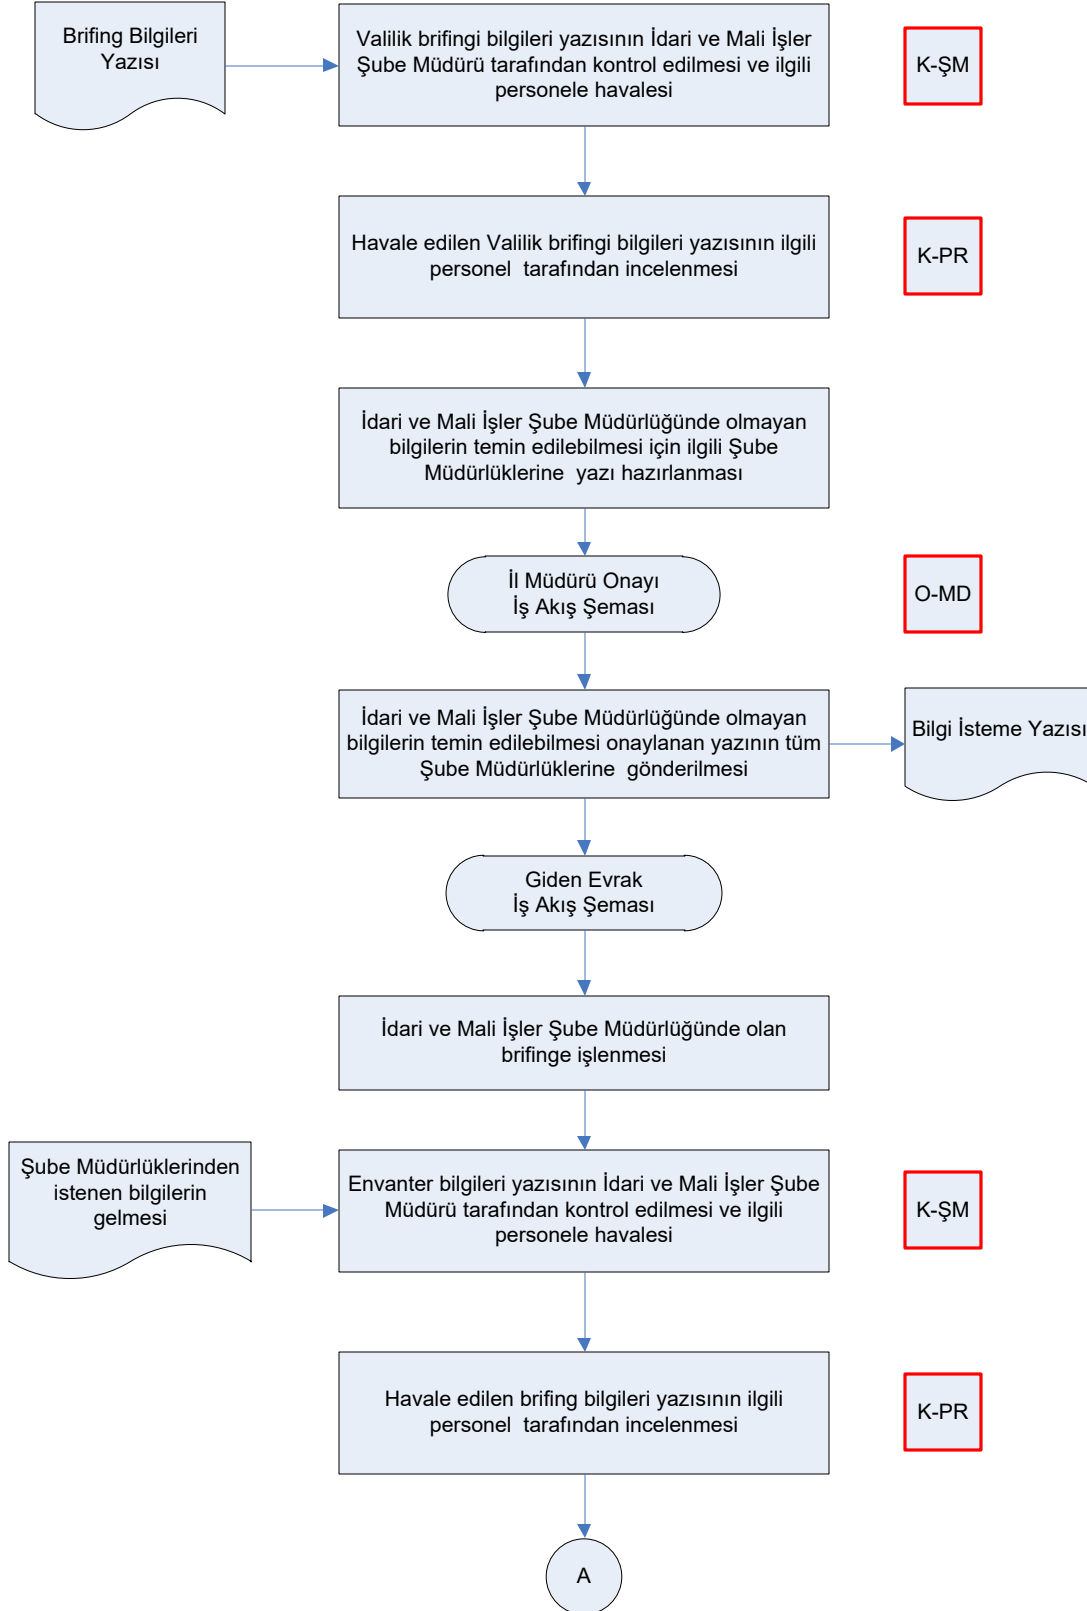 Brifing Bilgileri
Yazısı
Valilik brifingi bilgileri yazısının İdari ve Mali İşler
Şube Müdürü tarafından kontrol edilmesi ve ilgili
personele havalesi
K-ŞM
Havale edilen Valilik brifingi bilgileri yazısının ilgili
personel tarafından incelenmesi
K-PR
İdari ve Mali İşler Şube Müdürlüğünde olmayan
bilgilerin temin edilebilmesi için ilgili Şube
Müdürlüklerine yazı hazırlanması
İl Müdürü Onayı
İş Akış Şeması
O-MD
İdari ve Mali İşler Şube Müdürlüğünde olmayan
bilgilerin temin edilebilmesi onaylanan yazının tüm
Şube Müdürlüklerine gönderilmesi
Bilgi İsteme Yazısı
Giden Evrak
İş Akış Şeması
İdari ve Mali İşler Şube Müdürlüğünde olan
brifinge işlenmesi
Şube Müdürlüklerinden
istenen bilgilerin
gelmesi
Envanter bilgileri yazısının İdari ve Mali İşler Şube
Müdürü tarafından kontrol edilmesi ve ilgili
personele havalesi
K-ŞM
Havale edilen brifing bilgileri yazısının ilgili
personel tarafından incelenmesi
K-PR
A